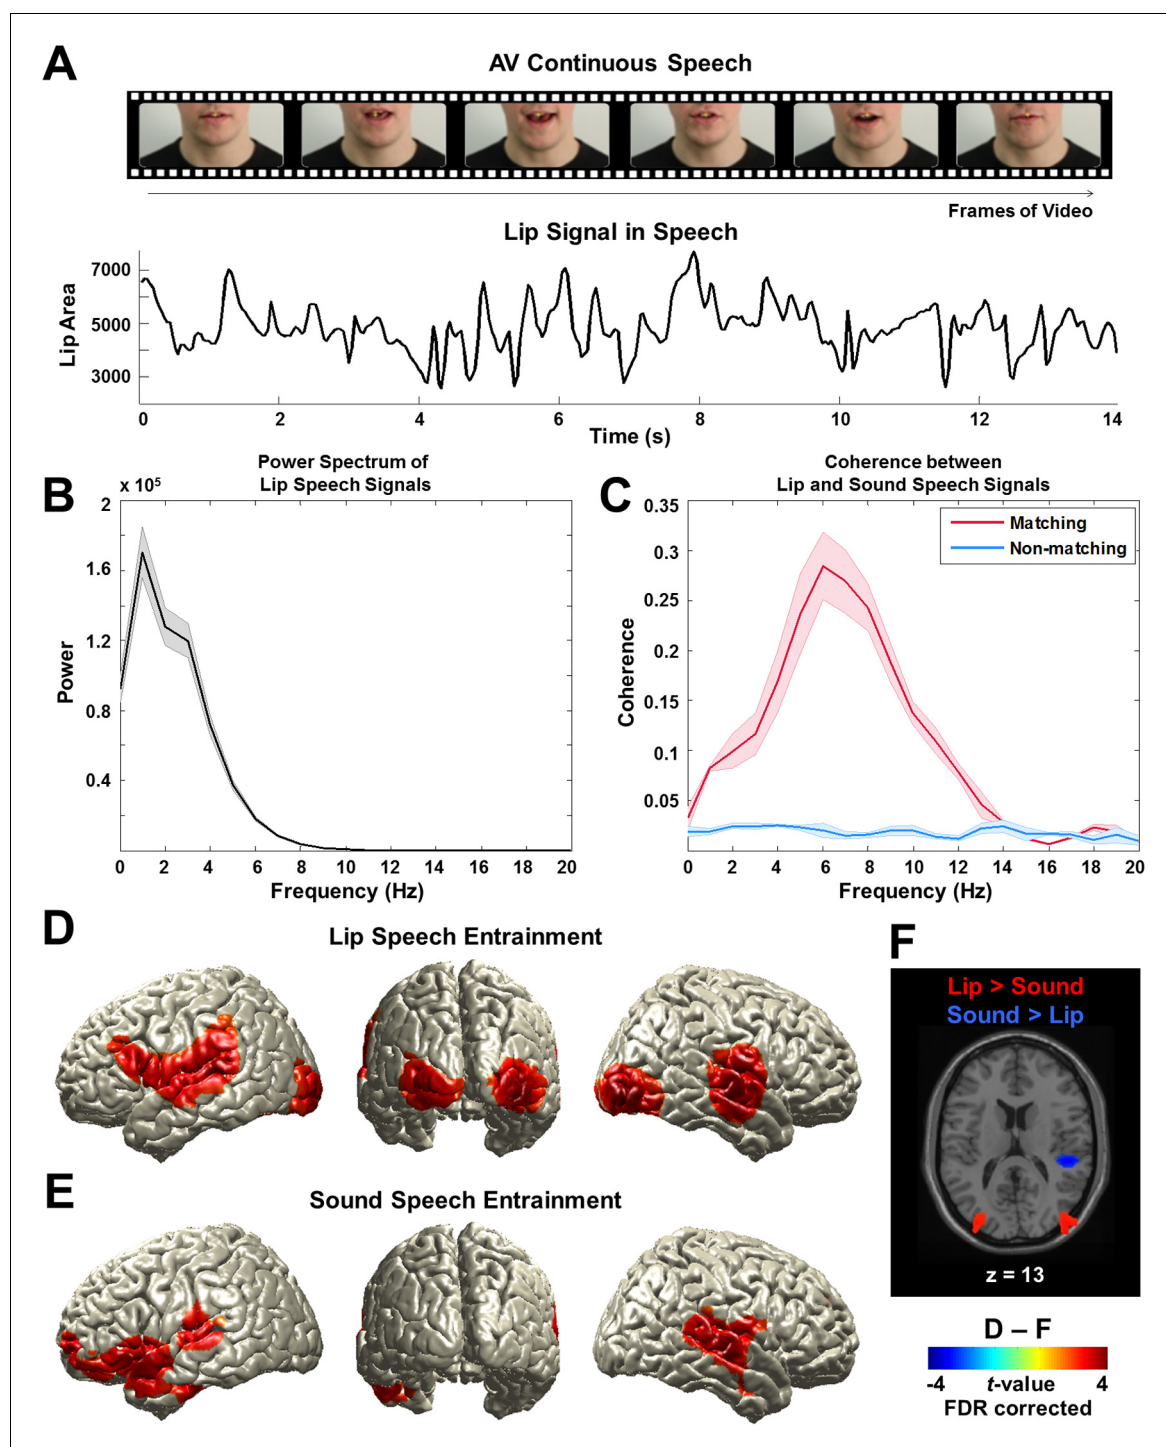 A
AV Continuous Speech
Frames of Video
Lip Signal in Speech
Lip Area
7000
5000
3000
0 2 4 6 8 10 12 14
Time (s)
B
Power Spectrum of
Lip Speech Signals
x 10⁵
2
1.6
1.2
0.8
0.4
Power
0 2 4 6 8 10 12 14 16 18 20
Frequency (Hz)
C
Coherence between
Lip and Sound Speech Signals
0.35
0.3
0.25
0.2
0.15
0.1
0.05
Coherence
Matching
Non-matching
0 2 4 6 8 10 12 14 16 18 20
Frequency (Hz)
D
Lip Speech Entrainment
E
Sound Speech Entrainment
F
Lip > Sound
Sound > Lip
z = 13
D – F
-4 t-value 4
FDR corrected